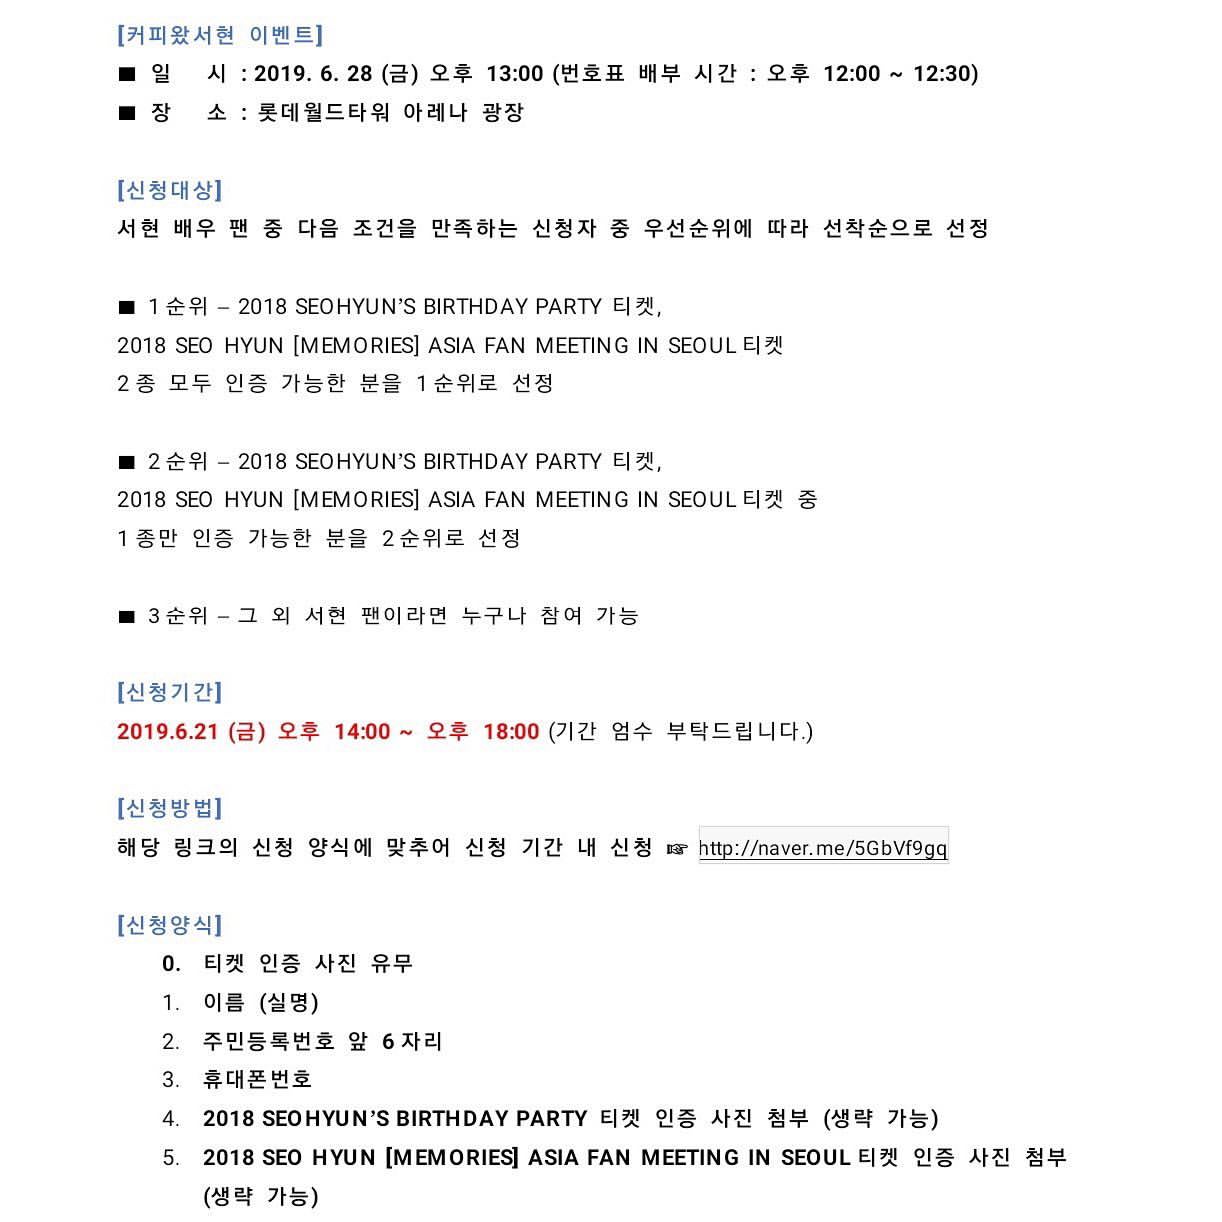 [커피왔서현 이벤트]
■ 일 시 : 2019. 6. 28 (금) 오후 13:00 (번호표 배부 시간 : 오후 12:00 ~ 12:30)
■ 장 소 : 롯데월드타워 아레나 광장
[신청대상]
서현 배우 팬 중 다음 조건을 만족하는 신청자 중 우선순위에 따라 선착순으로 선정
■ 1순위 – 2018 SEOHYUN’S BIRTHDAY PARTY 티켓,
2018 SEO HYUN [MEMORIES] ASIA FAN MEETING IN SEOUL티켓
2종 모두 인증 가능한 분을 1순위로 선정
■ 2순위 – 2018 SEOHYUN’S BIRTHDAY PARTY 티켓,
2018 SEO HYUN [MEMORIES] ASIA FAN MEETING IN SEOUL티켓 중
1종만 인증 가능한 분을 2순위로 선정
■ 3순위 – 그 외 서현 팬이라면 누구나 참여 가능
[신청기간]
2019.6.21 (금) 오후 14:00 ~ 오후 18:00 (기간 엄수 부탁드립니다.)
[신청방법]
해당 링크의 신청 양식에 맞추어 신청 기간 내 신청 ☞ http://naver.me/5GbVf9gq
[신청양식]
0. 티켓 인증 사진 유무
1. 이름 (실명)
2. 주민등록번호 앞 6자리
3. 휴대폰번호
4. 2018 SEOHYUN’S BIRTHDAY PARTY 티켓 인증 사진 첨부 (생략 가능)
5. 2018 SEO HYUN [MEMORIES] ASIA FAN MEETING IN SEOUL티켓 인증 사진 첨부
(생략 가능)